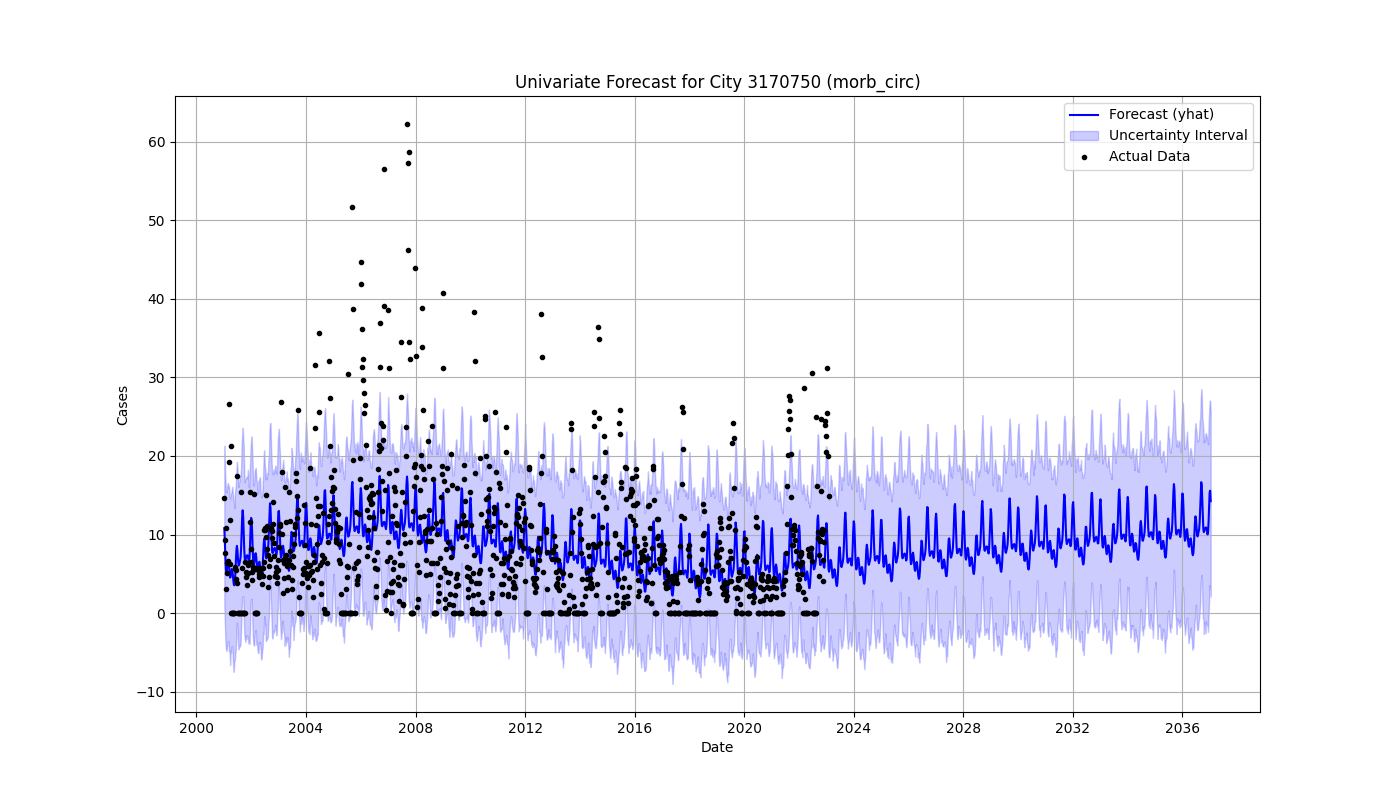 Univariate Forecast for City 3170750 (morb_circ)
Forecast (yhat)
Uncertainty Interval
Actual Data
Cases
60
50
40
30
20
10
0
−10
2000 2004 2008 2012 2016 2020 2024 2028 2032 2036
Date